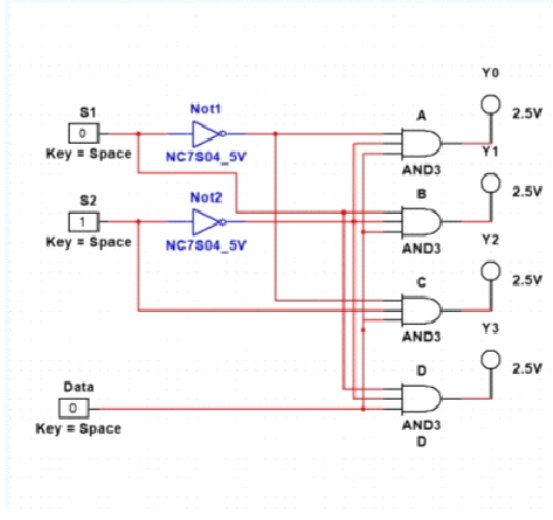 Y0
S1
Not1
A
2.5V
0
Key = Space
NC7S04_5V
AND3
Y1
S2
Not2
B
2.5V
1
Key = Space
NC7S04_5V
AND3
Y2
C
2.5V
AND3
Y3
Data
D
2.5V
0
Key = Space
AND3
D